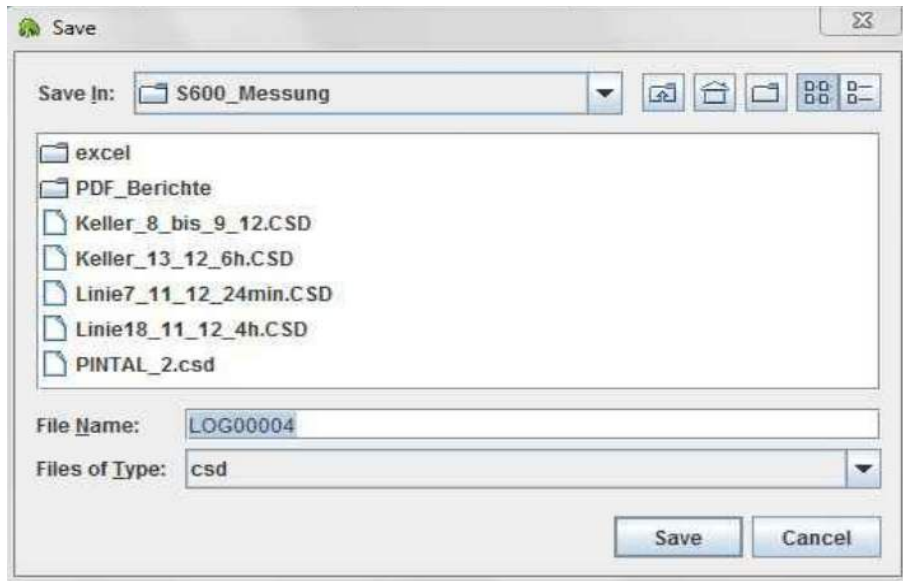 Save
Save In: S600_Messung
excel
PDF_Berichte
Keller_8_bis_9_12.CSD
Keller_13_12_6h.CSD
Linie7_11_12_24min.CSD
Linie18_11_12_4h.CSD
PINTAL_2.csd
File Name: LOG00004
Files of Type: csd
Save Cancel